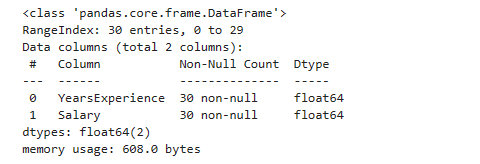 <class 'pandas.core.frame.DataFrame'>
RangeIndex: 30 entries, 0 to 29
Data columns (total 2 columns):
 #   Column           Non-Null Count  Dtype
---  ------           --------------  -----
 0   YearsExperience  30 non-null     float64
 1   Salary           30 non-null     float64
dtypes: float64(2)
memory usage: 608.0 bytes